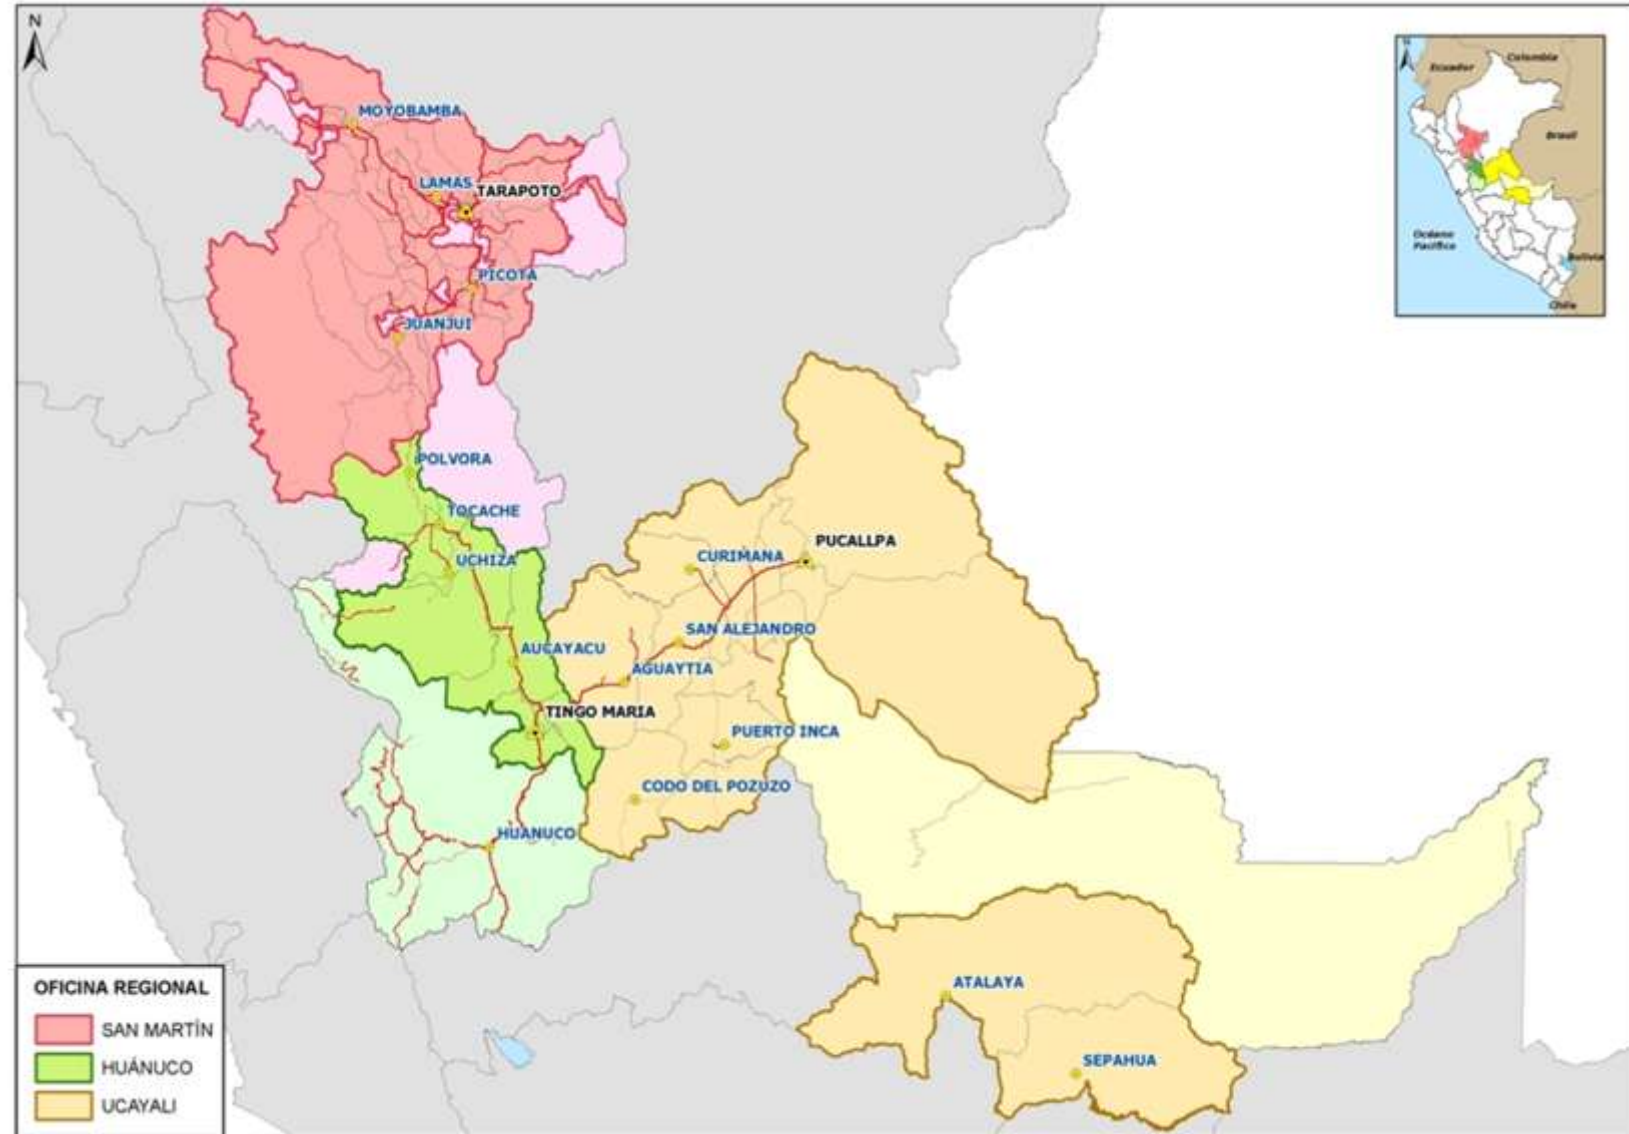 N
MOYOBAMBA
LAMAS
TARAPOTO
PICOTA
JUANJUI
POLVORA
TOCACHE
UCHIZA
AUCAYACU
TINGO MARIA
HUANUCO
CURIMANA
PUCALLPA
SAN ALEJANDRO
AGUAYTIA
PUERTO INCA
CODO DEL POZUZO
ATALAYA
SEPAHUA
N
Ecuador
Colombia
Brasil
Océano
Pacífico
Bolivia
Chile
OFICINA REGIONAL
SAN MARTÍN
HUÁNUCO
UCAYALI